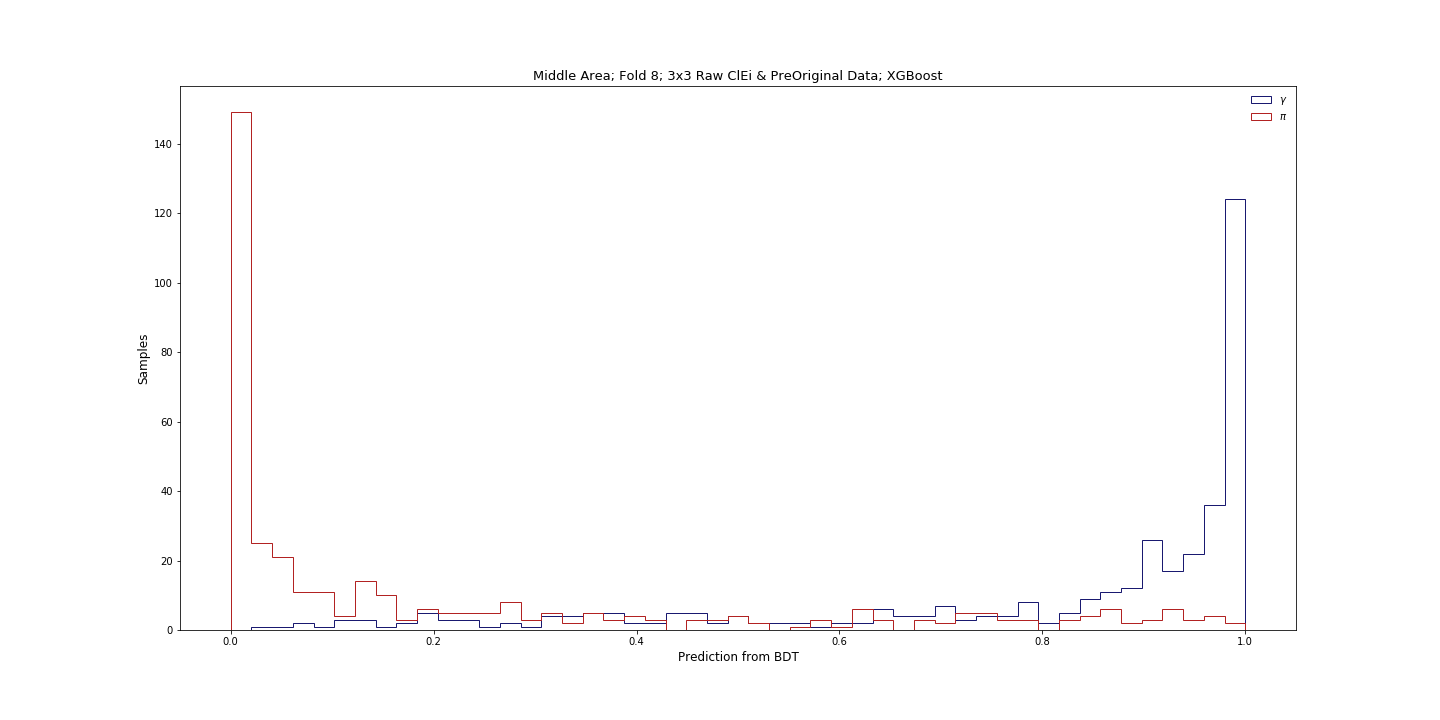 Middle Area; Fold 8; 3x3 Raw ClEi & PreOriginal Data; XGBoost
γ
π
140
120
100
80
60
40
20
0
Samples
0.0 0.2 0.4 0.6 0.8 1.0
Prediction from BDT